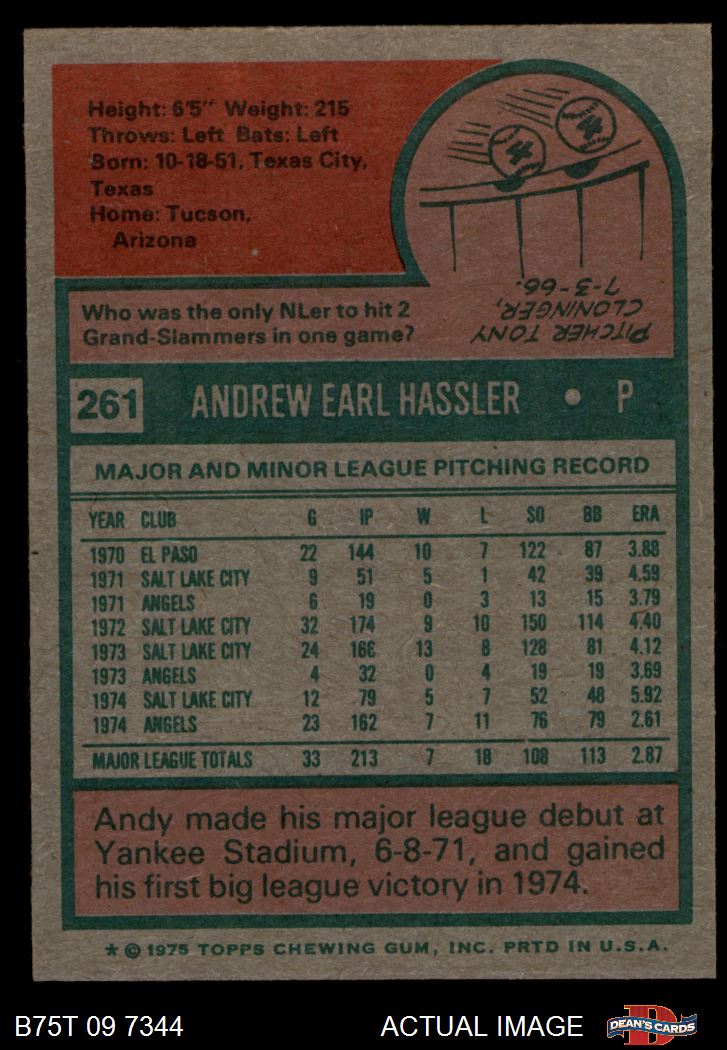 Height: 6'5" Weight: 215
Throws: Left Bats: Left
Born: 10-18-51, Texas City,
Texas
Home: Tucson,
Arizona
Who was the only NLer to hit 2
Grand-Slammers in one game?
PITCHER TONY
CLONINGER,
7-3-66.
261 ANDREW EARL HASSLER • P
MAJOR AND MINOR LEAGUE PITCHING RECORD
YEAR CLUB G IP W L SO BB ERA
1970 EL PASO 22 144 10 7 122 87 3.88
1971 SALT LAKE CITY 9 51 5 1 42 39 4.59
1971 ANGELS 6 19 0 3 13 15 3.79
1972 SALT LAKE CITY 32 174 9 10 150 114 4.40
1973 SALT LAKE CITY 24 166 13 8 128 81 4.12
1973 ANGELS 4 32 0 4 19 19 3.69
1974 SALT LAKE CITY 12 79 5 7 52 48 5.92
1974 ANGELS 23 162 7 11 76 79 2.61
MAJOR LEAGUE TOTALS 33 213 7 18 108 113 2.87
Andy made his major league debut at
Yankee Stadium, 6-8-71, and gained
his first big league victory in 1974.
* © 1975 TOPPS CHEWING GUM, INC. PRTD IN U.S.A.
B75T 09 7344 ACTUAL IMAGE DEAN'S CARDS